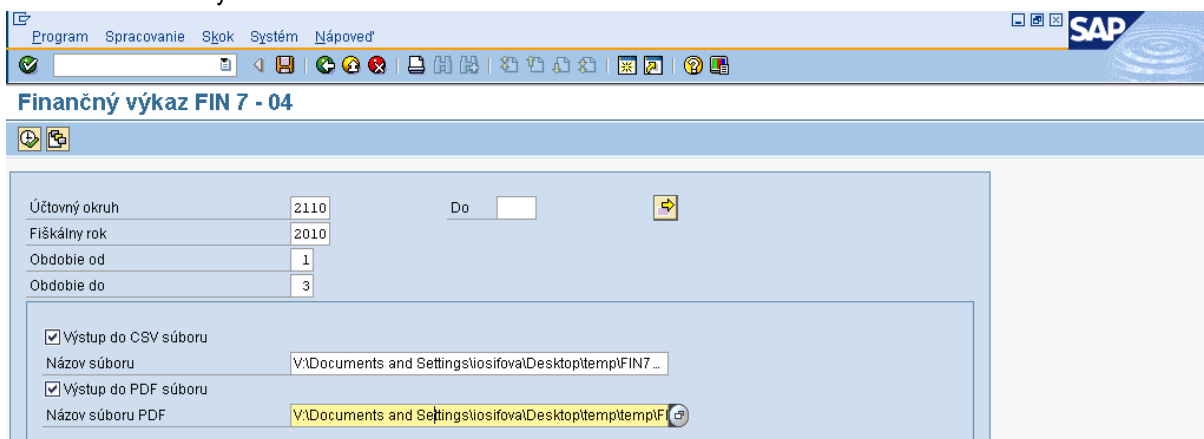 Program Spracovanie Skok Systém Nápoveď
SAP
Finančný výkaz FIN 7 - 04
Účtovný okruh 2110 Do
Fiškálny rok 2010
Obdobie od 1
Obdobie do 3
Výstup do CSV súboru
Názov súboru V:\Documents and Settings\iosifova\Desktop\temp\FIN7...
Výstup do PDF súboru
Názov súboru PDF V:\Documents and Settings\iosifova\Desktop\temp\temp\FI